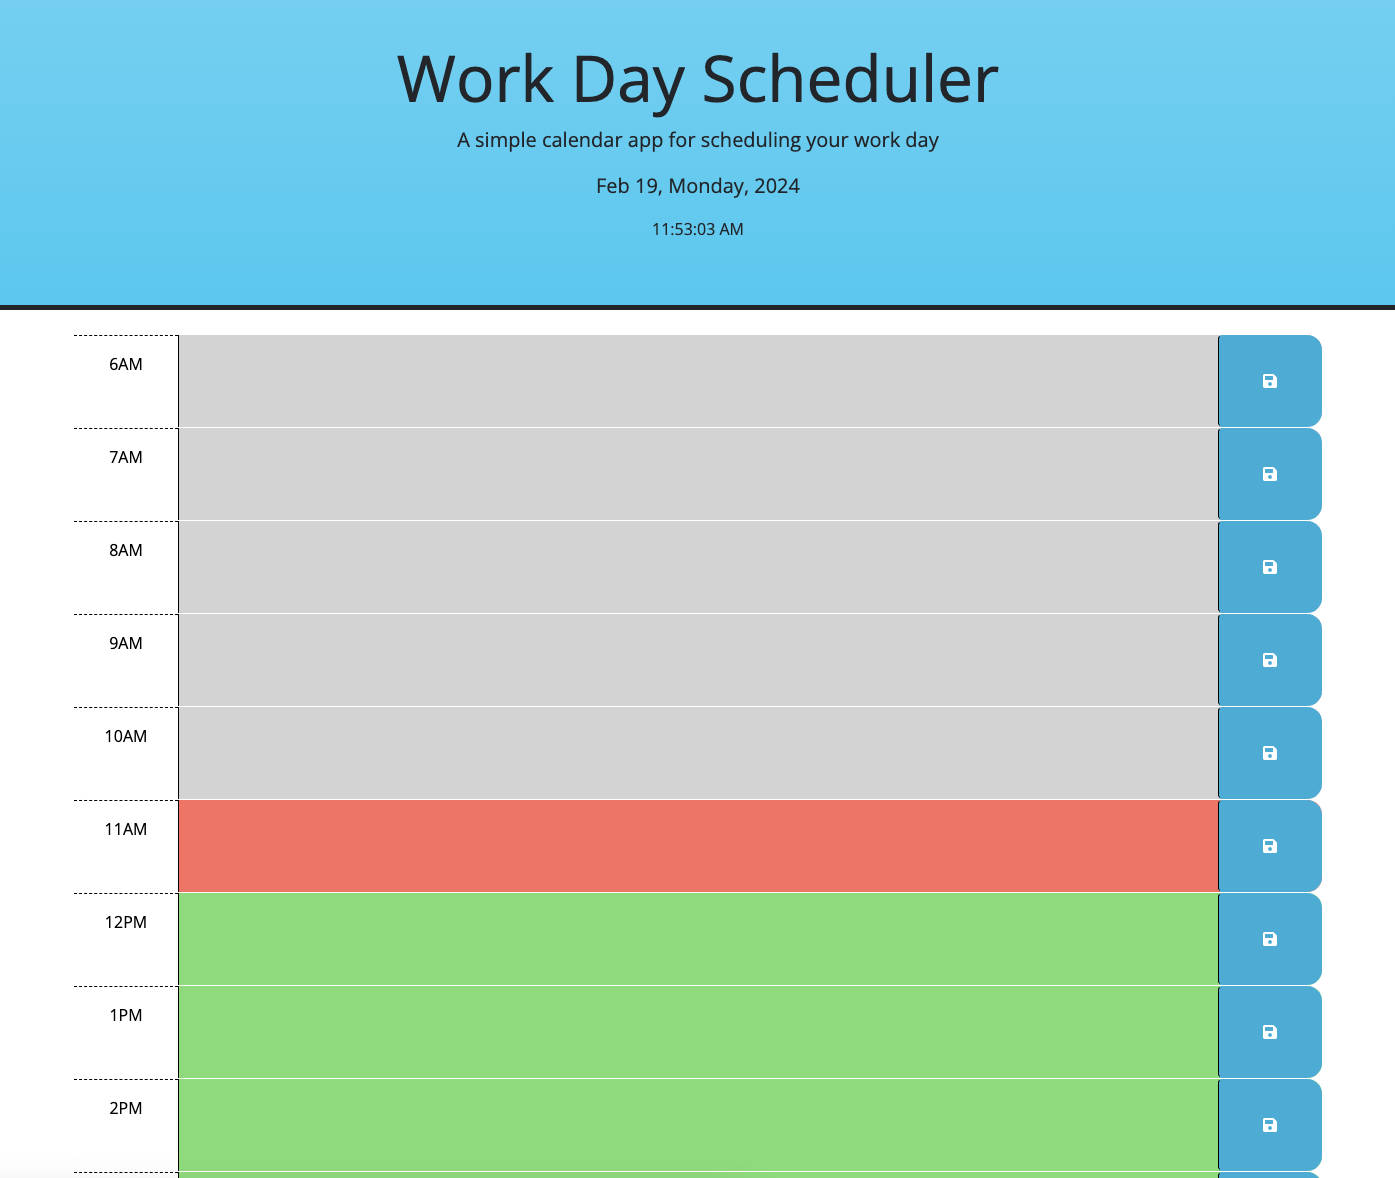 Work Day Scheduler
A simple calendar app for scheduling your work day
Feb 19, Monday, 2024
11:53:03 AM
6AM
7AM
8AM
9AM
10AM
11AM
12PM
1PM
2PM